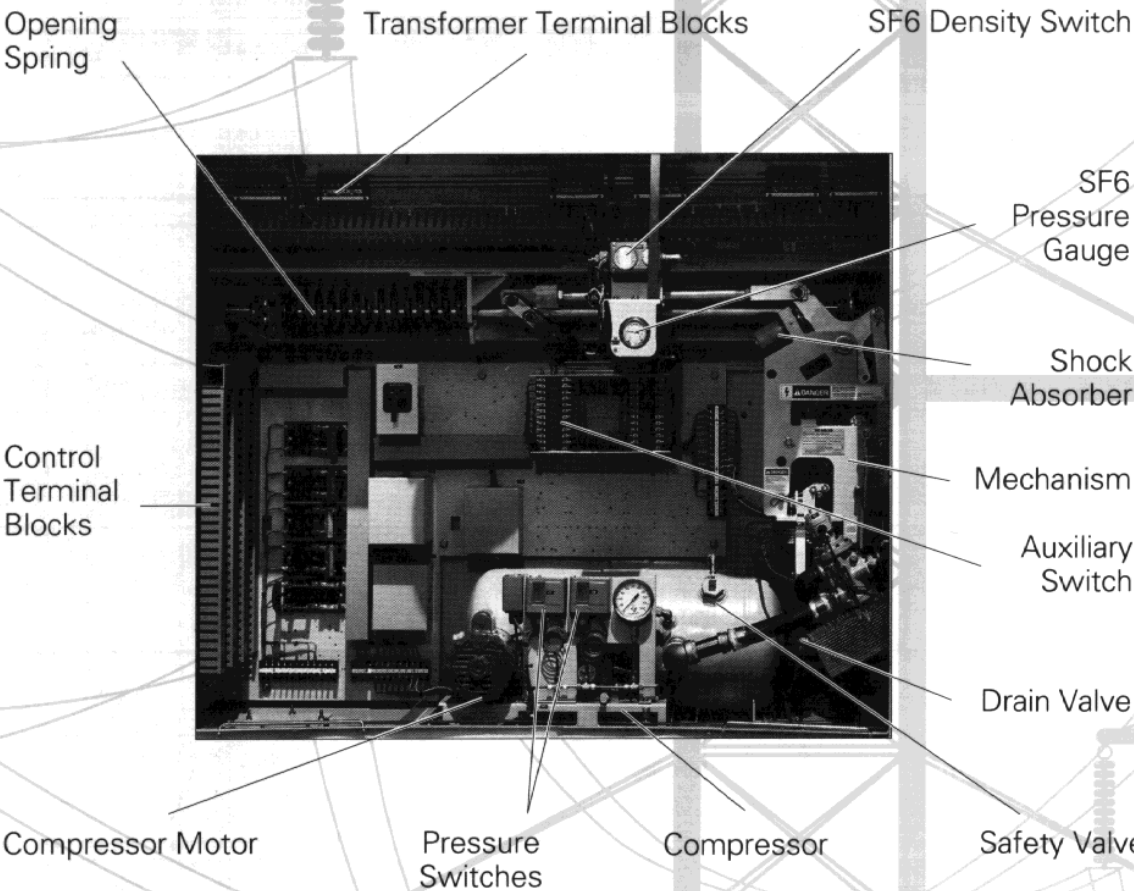 Opening
Spring
Transformer Terminal Blocks
SF6 Density Switch
SF6
Pressure
Gauge
Shock
Absorber
DANGER
Control
Terminal
Blocks
Mechanism
Auxiliary
Switch
Drain Valve
Compressor Motor
Pressure
Switches
Compressor
Safety Valve